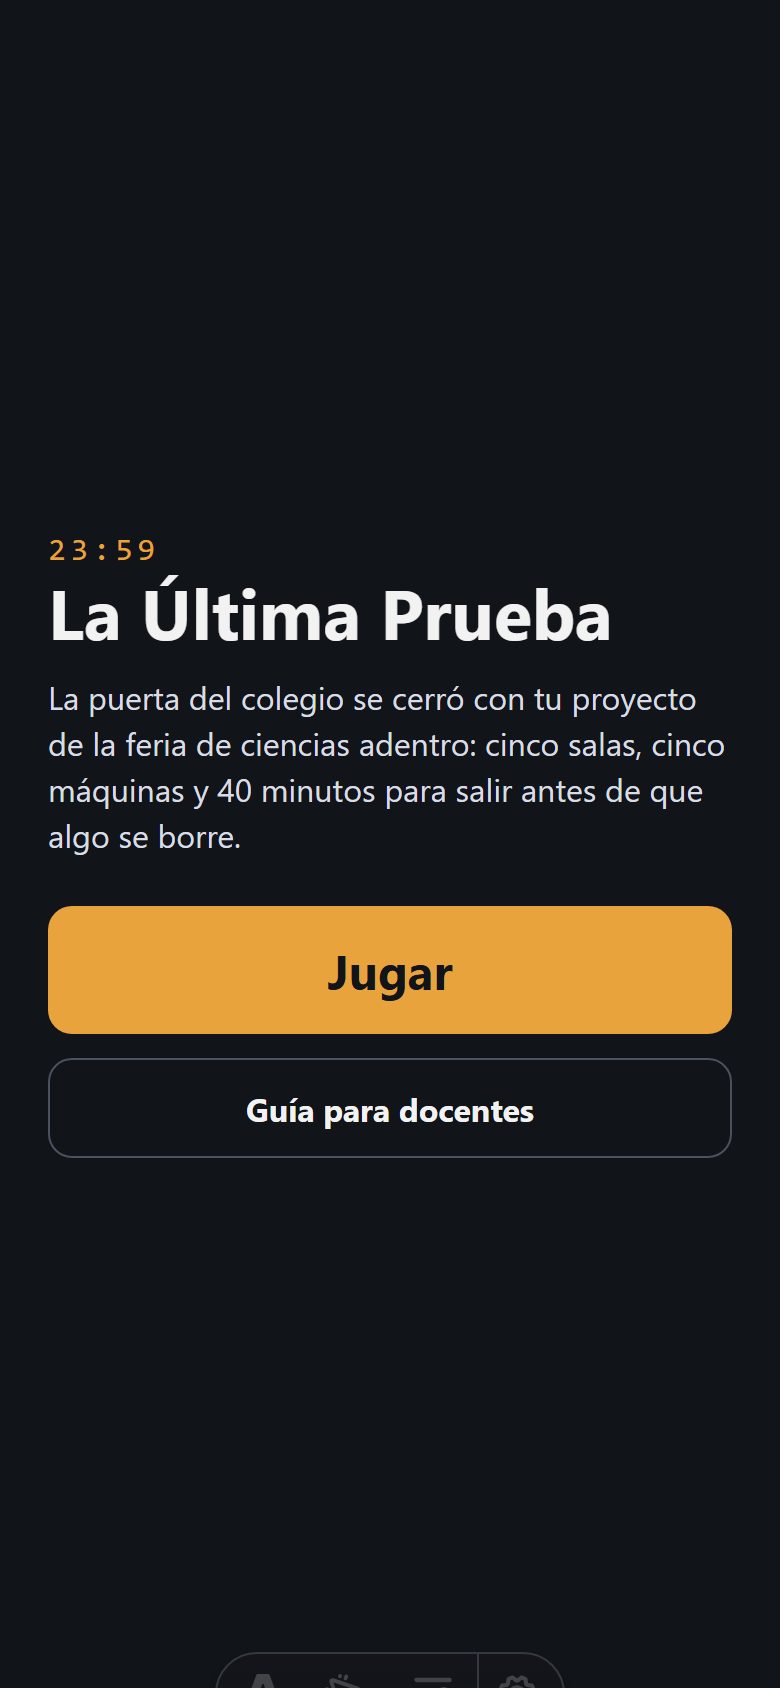 23:59
La Última Prueba
La puerta del colegio se cerró con tu proyecto
de la feria de ciencias adentro: cinco salas, cinco
máquinas y 40 minutos para salir antes de que
algo se borre.
Jugar
Guía para docentes